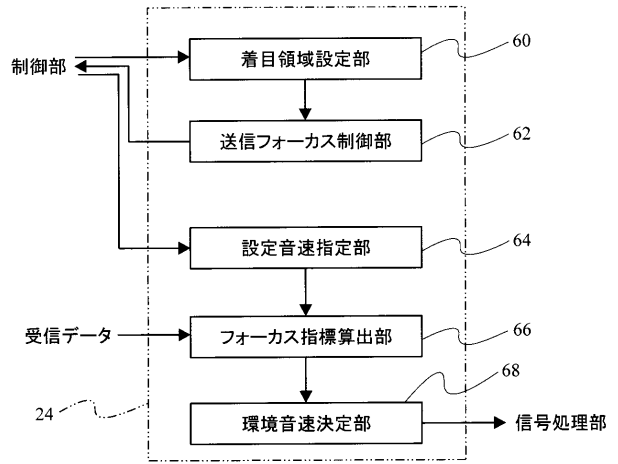 着目領域設定部
60
制御部
送信フォーカス制御部
62
設定音速指定部
64
受信データ
フォーカス指標算出部
66
68
24
環境音速決定部
信号処理部